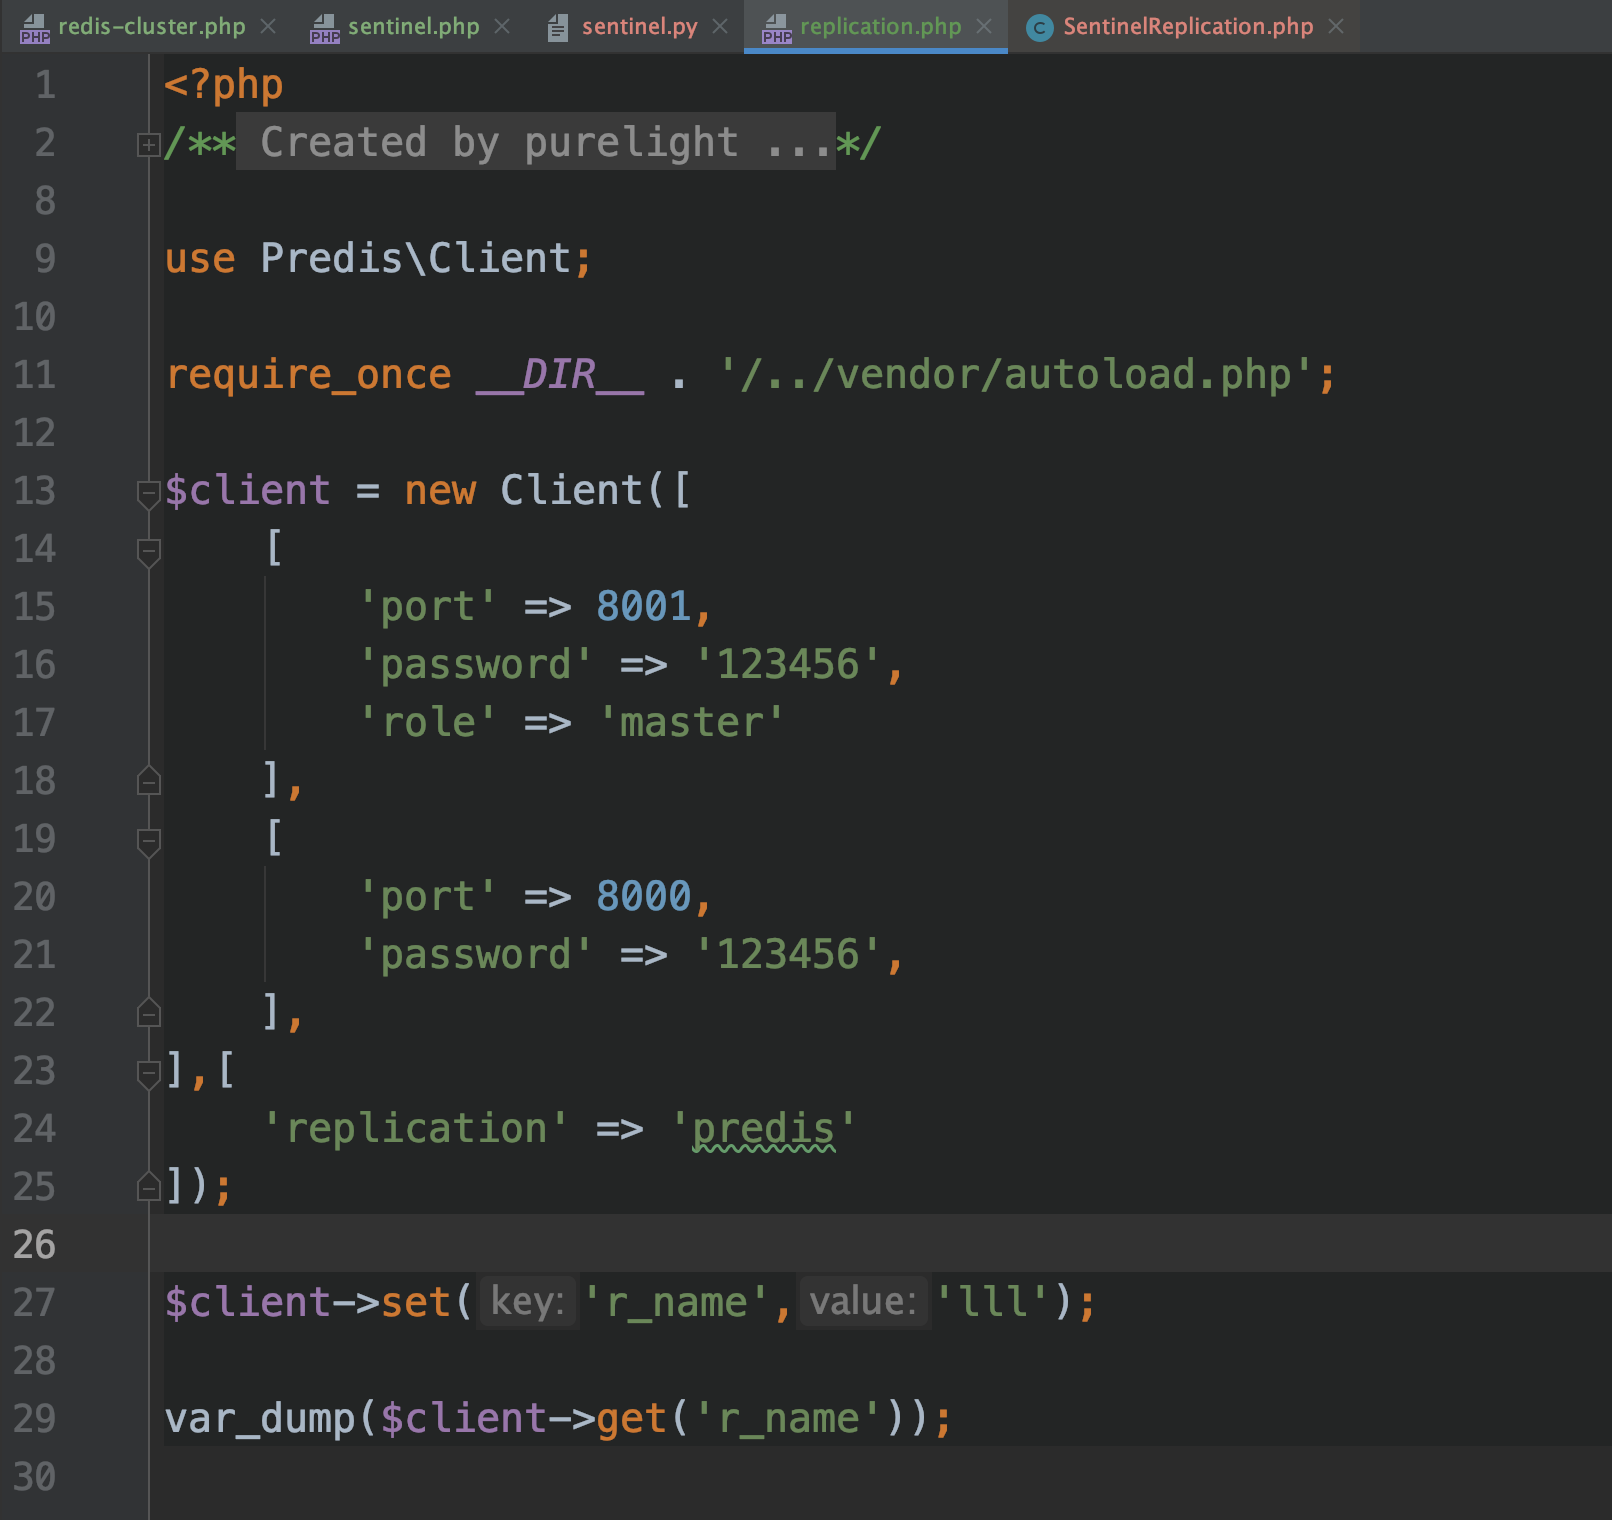 redis-cluster.php sentinel.php sentinel.py replication.php SentinelReplication.php
1 <?php
2 /** Created by purelight ...*/
8
9 use Predis\Client;
10
11 require_once __DIR__ . '/../vendor/autoload.php';
12
13 $client = new Client([
14     [
15         'port' => 8001,
16         'password' => '123456',
17         'role' => 'master'
18     ],
19     [
20         'port' => 8000,
21         'password' => '123456',
22     ],
23 ],[
24     'replication' => 'predis'
25 ]);
26
27 $client->set( key: 'r_name', value: 'lll');
28
29 var_dump($client->get('r_name'));
30